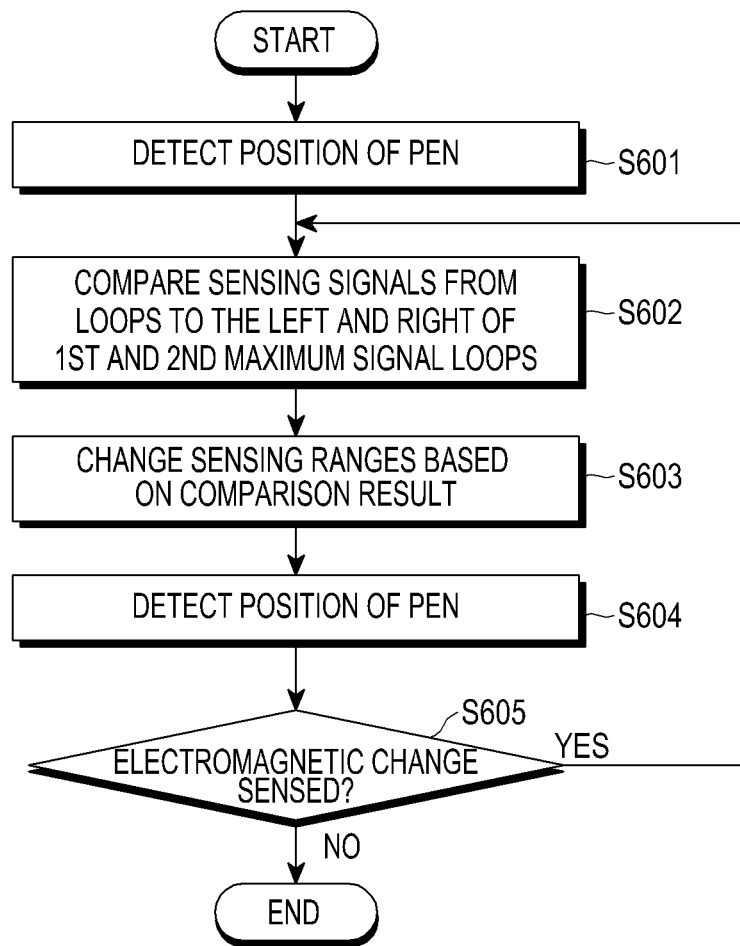 START
DETECT POSITION OF PEN
S601
COMPARE SENSING SIGNALS FROM
LOOPS TO THE LEFT AND RIGHT OF
1ST AND 2ND MAXIMUM SIGNAL LOOPS
S602
CHANGE SENSING RANGES BASED
ON COMPARISON RESULT
S603
DETECT POSITION OF PEN
S604
S605
ELECTROMAGNETIC CHANGE
SENSED?
YES
NO
END